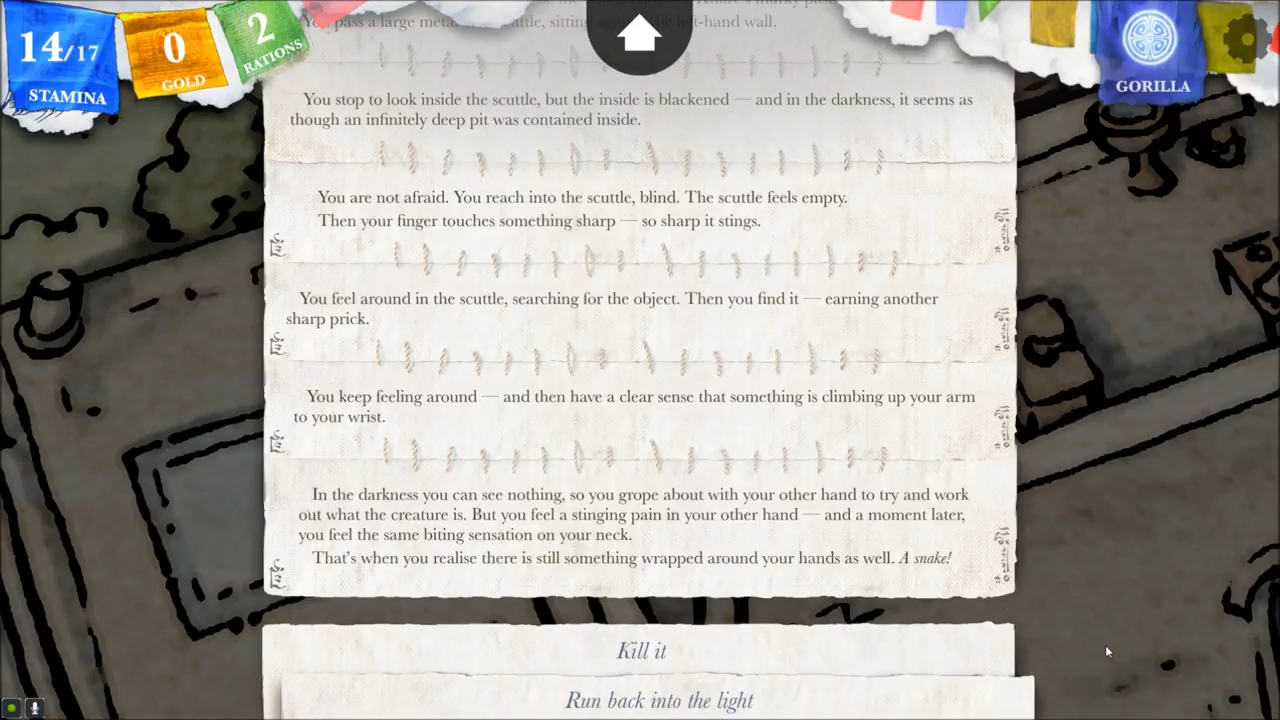 14/17
STAMINA
0
GOLD
2
RATIONS
GORILLA
pass a large
sitting
left-hand wall.
You stop to look inside the scuttle, but the inside is blackened — and in the darkness, it seems as
though an infinitely deep pit was contained inside.
You are not afraid. You reach into the scuttle, blind. The scuttle feels empty.
Then your finger touches something sharp — so sharp it stings.
You feel around in the scuttle, searching for the object. Then you find it — earning another
sharp prick.
You keep feeling around — and then have a clear sense that something is climbing up your arm
to your wrist.
In the darkness you can see nothing, so you grope about with your other hand to try and work
out what the creature is. But you feel a stinging pain in your other hand — and a moment later,
you feel the same biting sensation on your neck.
That's when you realise there is still something wrapped around your hands as well. A snake!
Kill it
Run back into the light